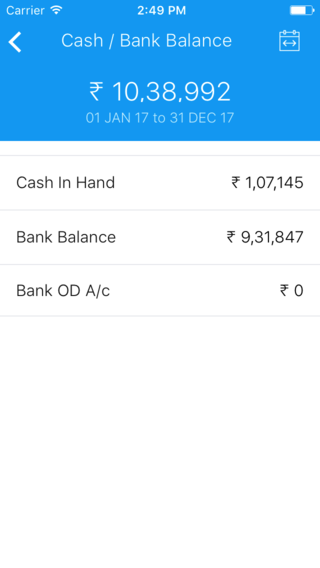 Carrier 2:49 PM
Cash / Bank Balance
₹ 10,38,992
01 JAN 17 to 31 DEC 17
Cash In Hand ₹ 1,07,145
Bank Balance ₹ 9,31,847
Bank OD A/c ₹ 0